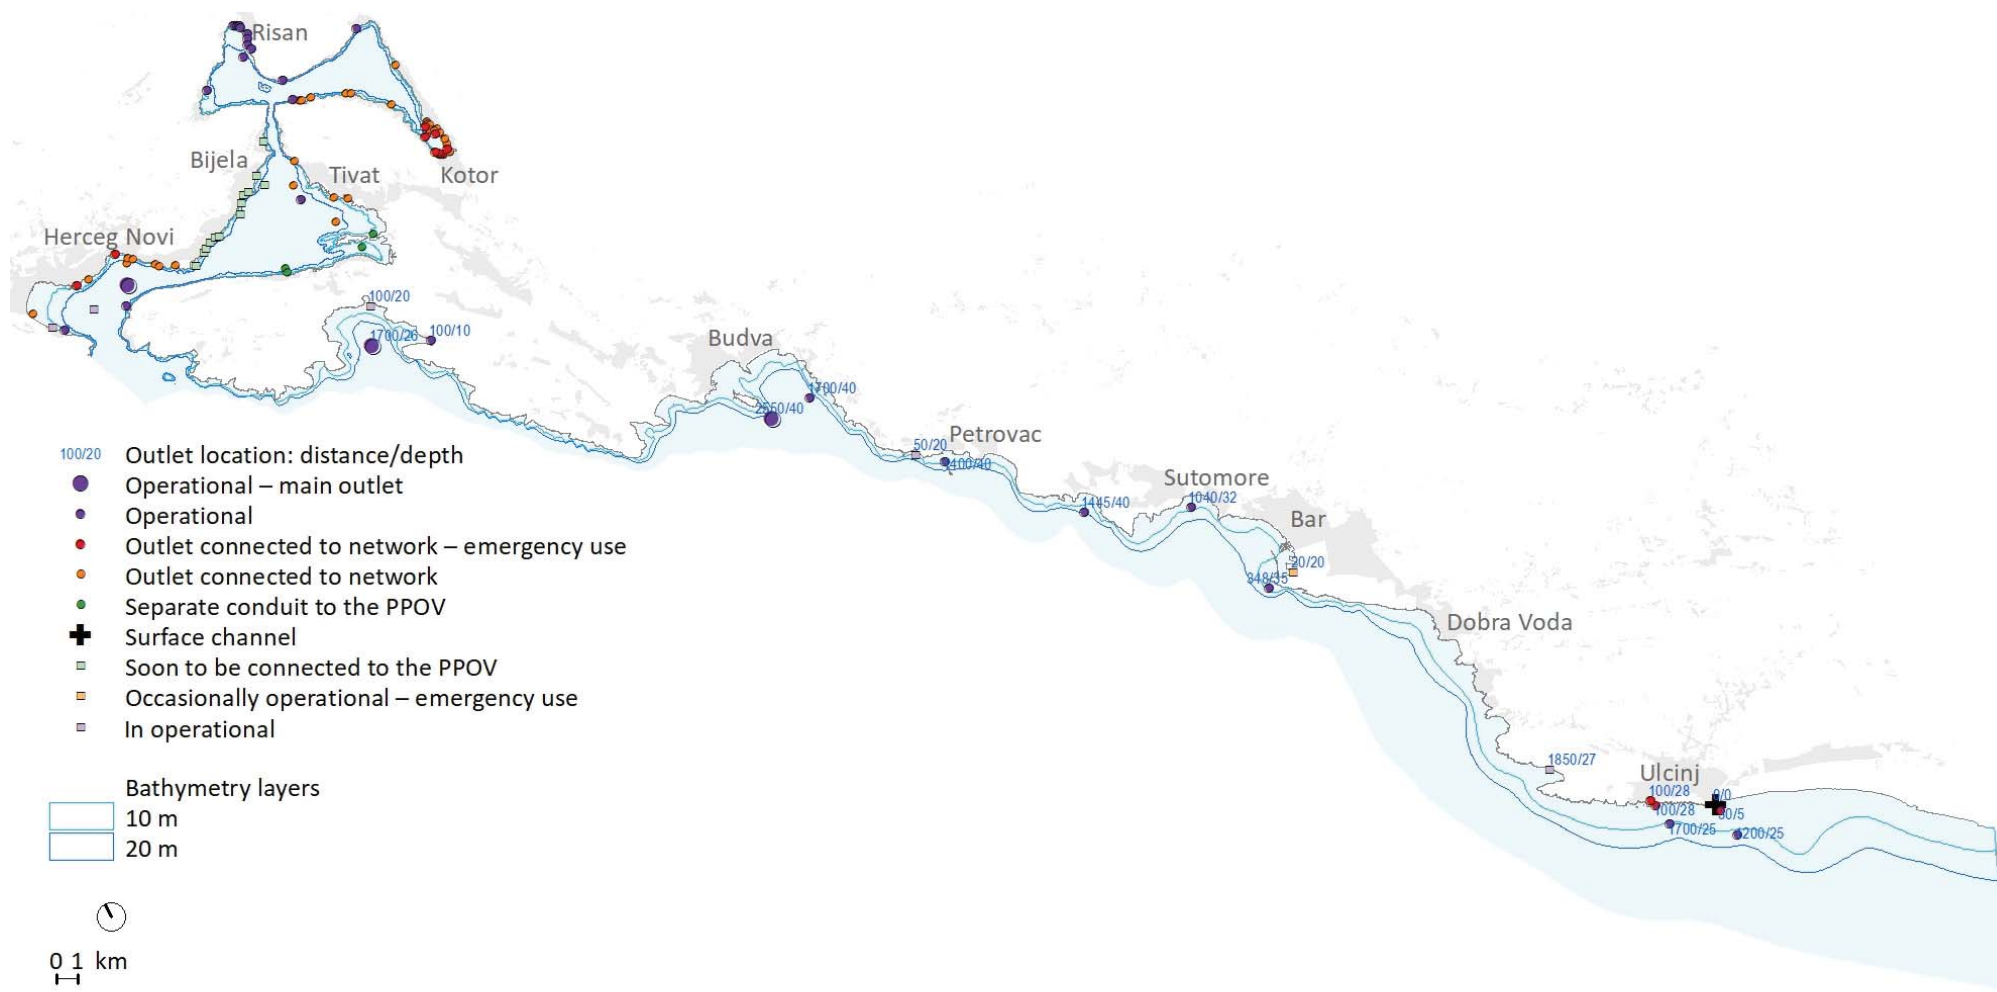 Risan
Bijela
Tivat
Kotor
Herceg Novi
100/20
1700/26
100/10
Budva
1700/40
2550/40
Petrovac
50/20
1400/40
Sutomore
1445/40
1040/32
Bar
20/20
348/35
Dobra Voda
1850/27
Ulcinj
100/28
0/0
100/28
1700/25
1200/25
100/20 Outlet location: distance/depth
Operational – main outlet
Operational
Outlet connected to network – emergency use
Outlet connected to network
Separate conduit to the PPOV
Surface channel
Soon to be connected to the PPOV
Occasionally operational – emergency use
In operational
Bathymetry layers
10 m
20 m
0 1 km